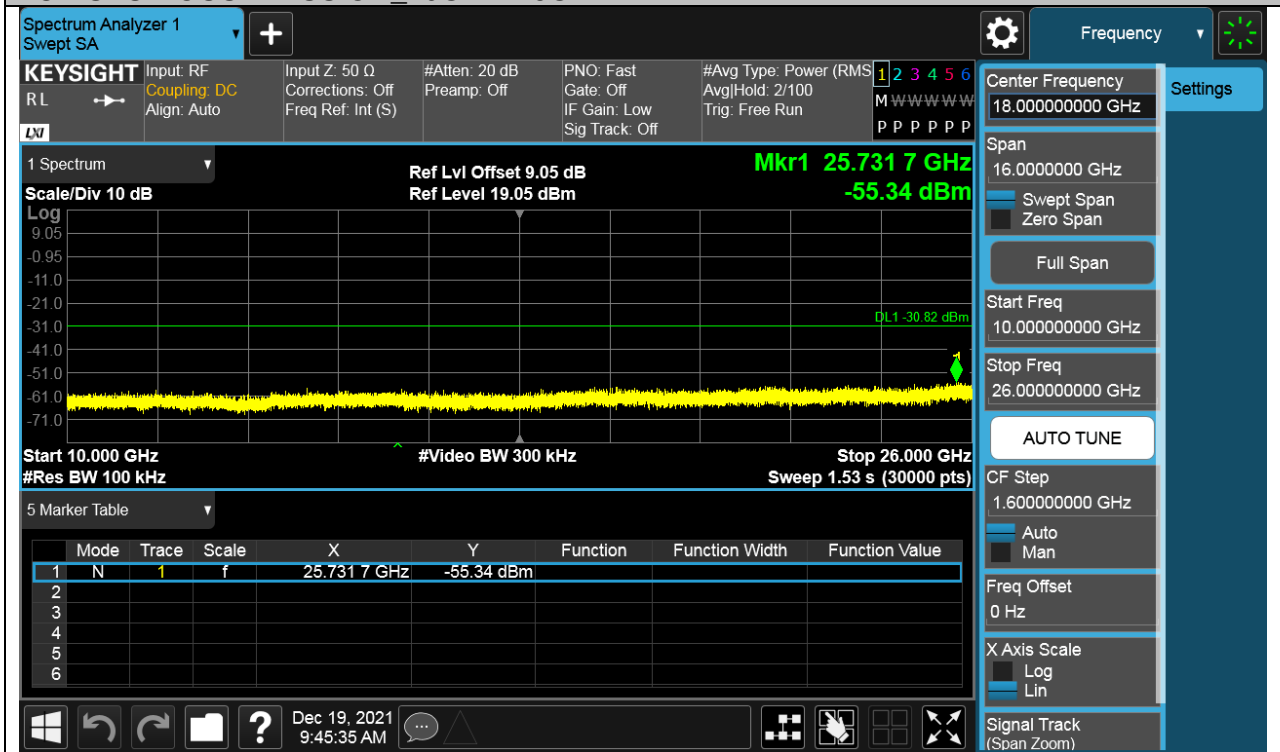 Spectrum Analyzer 1
Swept SA
Frequency
KEYSIGHT
R L
LXI
Input: RF
Coupling: DC
Align: Auto
Input Z: 50 Ω
Corrections: Off
Freq Ref: Int (S)
#Atten: 20 dB
Preamp: Off
PNO: Fast
Gate: Off
IF Gain: Low
Sig Track: Off
#Avg Type: Power (RMS
Avg|Hold: 2/100
Trig: Free Run
1 2 3 4 5 6
M W W W W W
P P P P P P
1 Spectrum
Scale/Div 10 dB
Ref Lvl Offset 9.05 dB
Ref Level 19.05 dBm
Mkr1 25.731 7 GHz
-55.34 dBm
Log
9.05
-0.95
-11.0
-21.0
-31.0
-41.0
-51.0
-61.0
-71.0
DL1 -30.82 dBm
1
Start 10.000 GHz
#Video BW 300 kHz
Stop 26.000 GHz
#Res BW 100 kHz
Sweep 1.53 s (30000 pts)
5 Marker Table
Mode Trace Scale X Y Function Function Width Function Value
1 N 1 f 25.731 7 GHz -55.34 dBm
2
3
4
5
6
Dec 19, 2021
9:45:35 AM
Center Frequency
18.000000000 GHz
Settings
Span
16.0000000 GHz
Swept Span
Zero Span
Full Span
Start Freq
10.000000000 GHz
Stop Freq
26.000000000 GHz
AUTO TUNE
CF Step
1.600000000 GHz
Auto
Man
Freq Offset
0 Hz
X Axis Scale
Log
Lin
Signal Track
(Span Zoom)